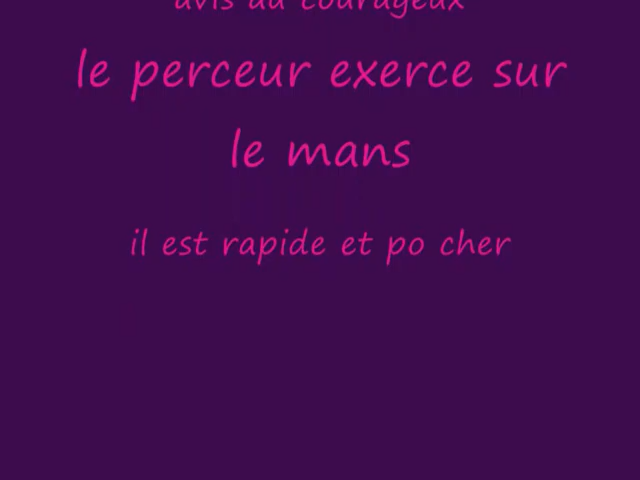 avis au courageux
le perceur exerce sur
le mans
il est rapide et po cher